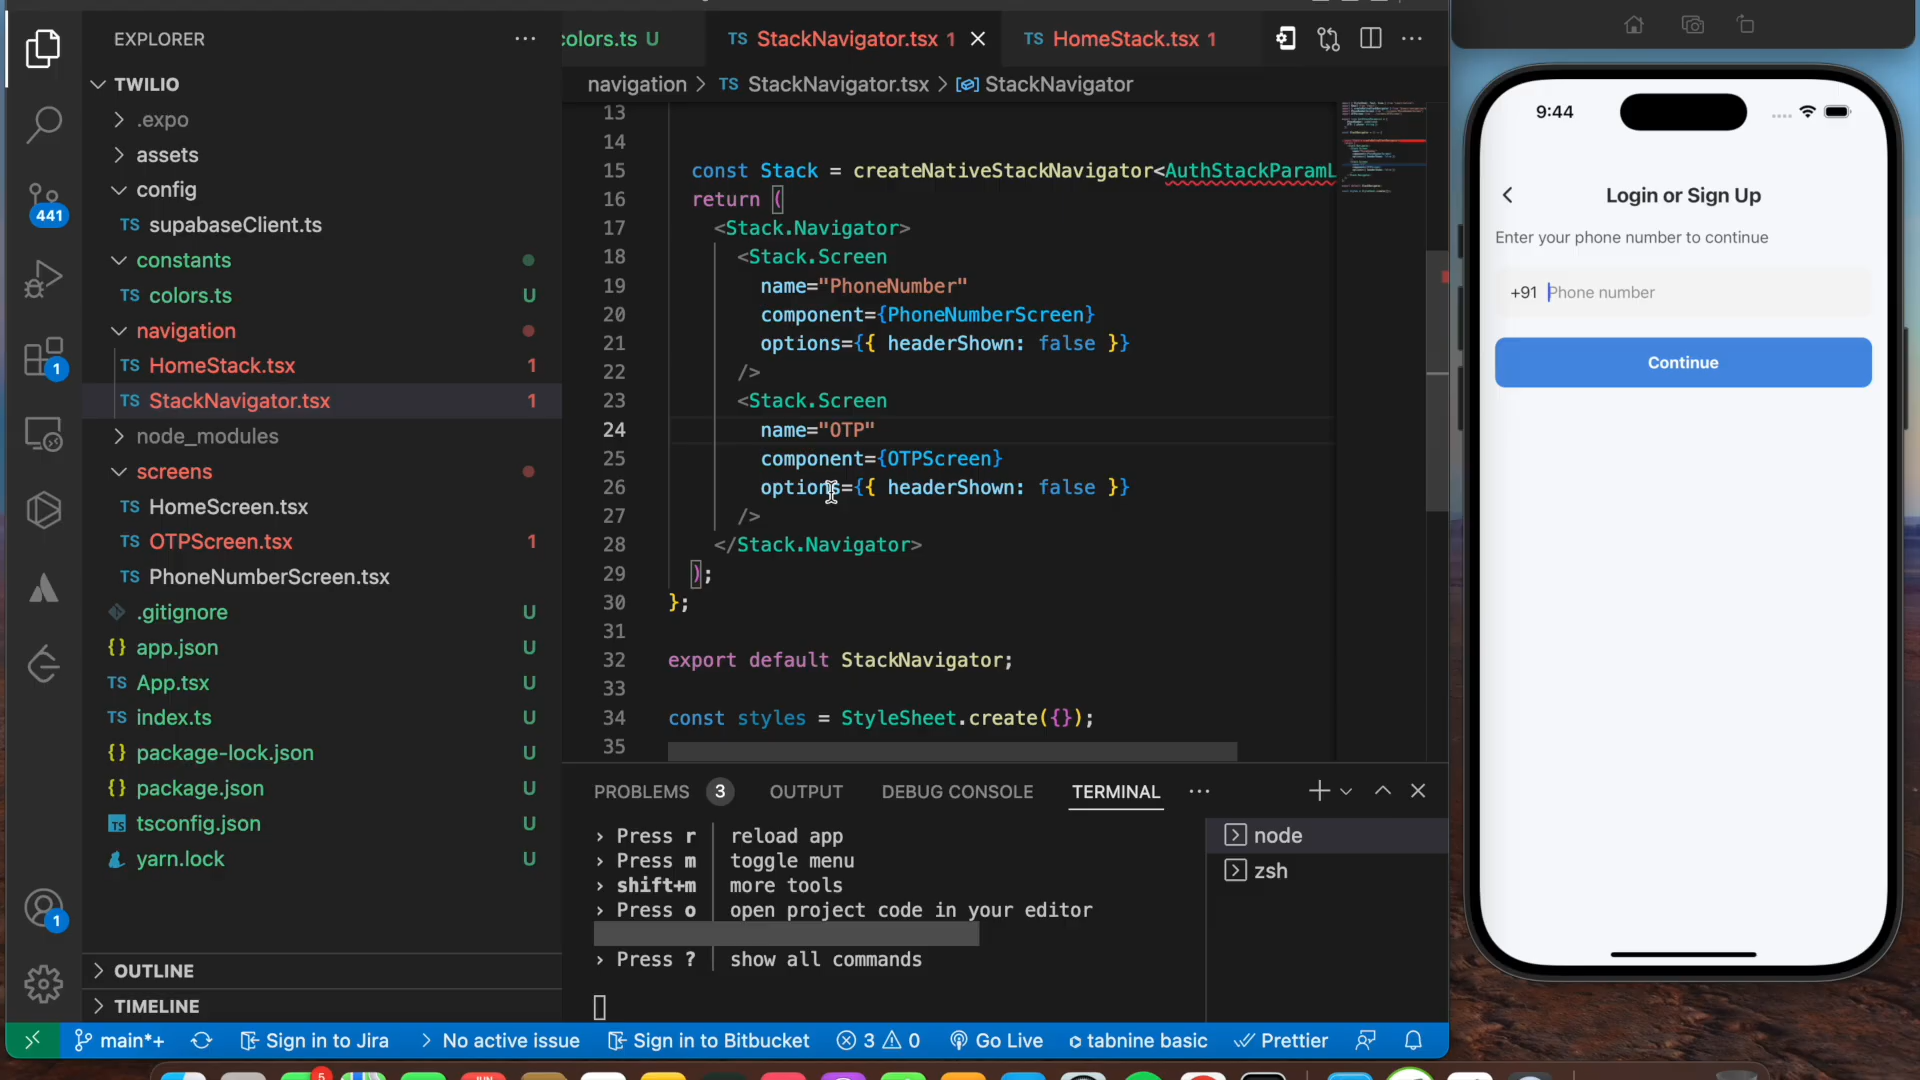 EXPLORER
TWILIO
.expo
assets
config
441
TS supabaseClient.ts
constants
TS colors.ts U
navigation
1
TS HomeStack.tsx 1
TS StackNavigator.tsx 1
node_modules
screens
TS HomeScreen.tsx
TS OTPScreen.tsx 1
TS PhoneNumberScreen.tsx
.gitignore U
{} app.json U
TS App.tsx U
TS index.ts U
{} package-lock.json U
{} package.json U
TS tsconfig.json U
yarn.lock U
1
OUTLINE
TIMELINE
colors.ts U
TS StackNavigator.tsx 1
TS HomeStack.tsx 1
navigation > TS StackNavigator.tsx > StackNavigator
13
14
15 const Stack = createNativeStackNavigator<AuthStackParamL
16 return (
17 <Stack.Navigator>
18 <Stack.Screen
19 name="PhoneNumber"
20 component={PhoneNumberScreen}
21 options={{ headerShown: false }}
22 />
23 <Stack.Screen
24 name="OTP"
25 component={OTPScreen}
26 options={{ headerShown: false }}
27 />
28 </Stack.Navigator>
29 );
30 };
31
32 export default StackNavigator;
33
34 const styles = StyleSheet.create({});
35
PROBLEMS 3 OUTPUT DEBUG CONSOLE TERMINAL
› Press r │ reload app
› Press m │ toggle menu
› shift+m │ more tools
› Press o │ open project code in your editor
› Press ? │ show all commands
node
zsh
main*+ Sign in to Jira No active issue Sign in to Bitbucket 3 0 Go Live tabnine basic Prettier
5
JUN
9:44
Login or Sign Up
Enter your phone number to continue
+91 Phone number
Continue